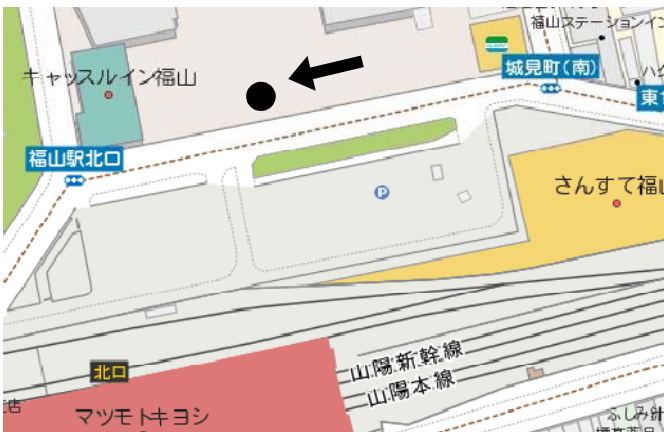 福山ステーションイン
城見町(南)
キャッスルイン福山
東
福山駅北口
さんすて福山
P
北口
山陽新幹線
山陽本線
店
マツモトキヨシ
ふしみ針